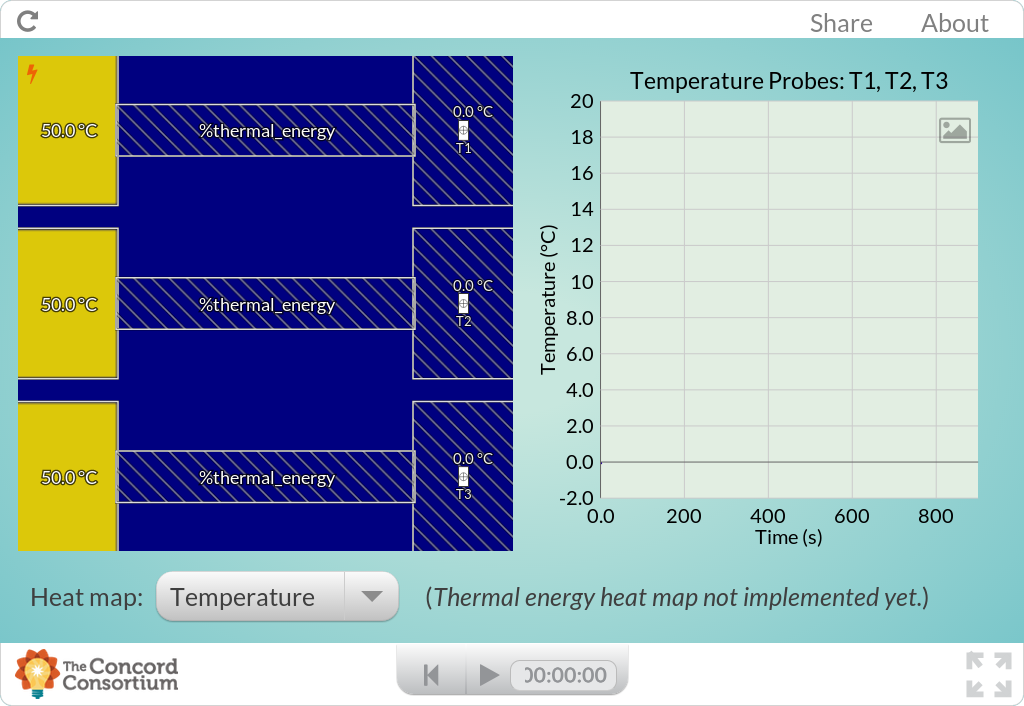 Share
About
50.0 °C
%thermal_energy
0.0 °C
T1
50.0 °C
%thermal_energy
0.0 °C
T2
50.0 °C
%thermal_energy
0.0 °C
T3
Temperature Probes: T1, T2, T3
Temperature (°C)
20
18
16
14
12
10
8.0
6.0
4.0
2.0
0.0
-2.0
0.0 200 400 600 800
Time (s)
Heat map: Temperature (Thermal energy heat map not implemented yet.)
The Concord
Consortium
00:00:00